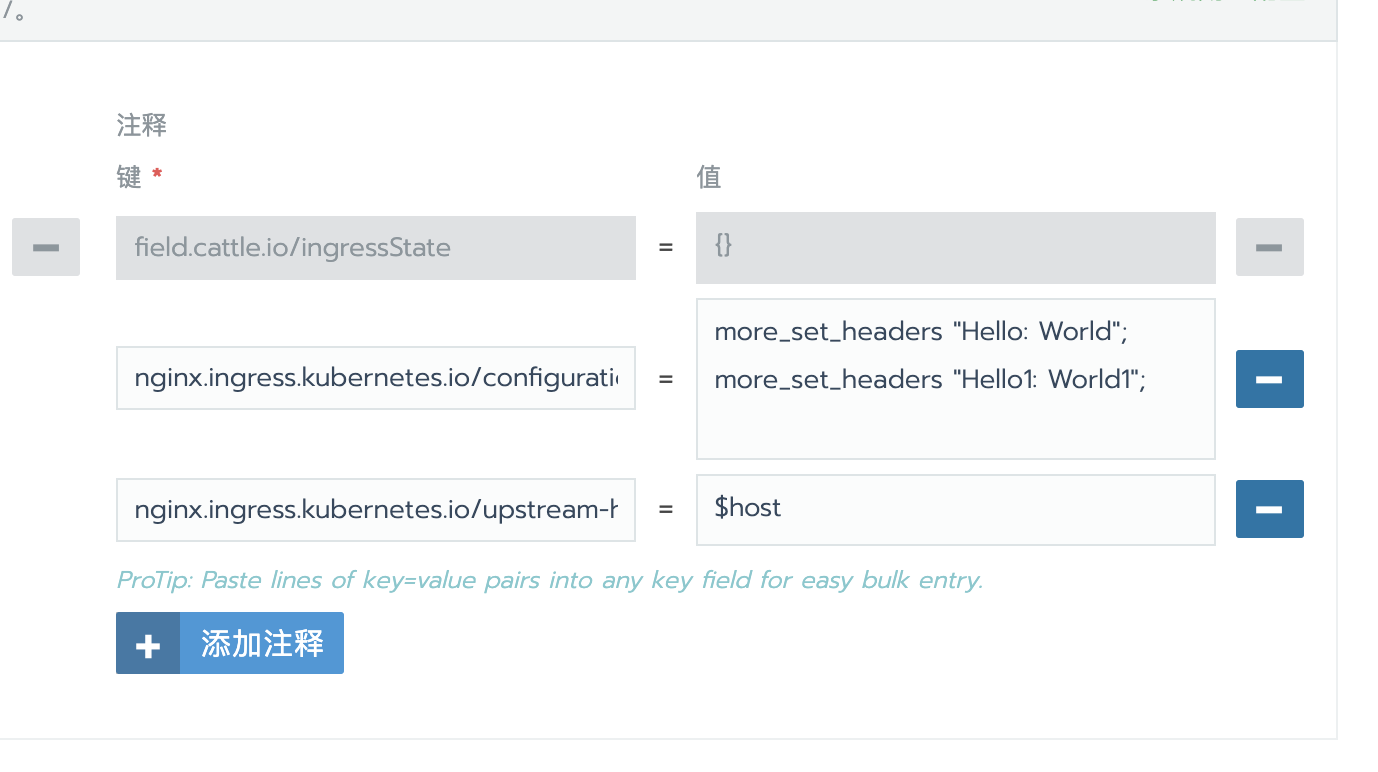 /。
注释
键 * 值
field.cattle.io/ingressState = {}
more_set_headers "Hello: World";
nginx.ingress.kubernetes.io/configurati =
more_set_headers "Hello1: World1";
nginx.ingress.kubernetes.io/upstream-h = $host
ProTip: Paste lines of key=value pairs into any key field for easy bulk entry.
添加注释